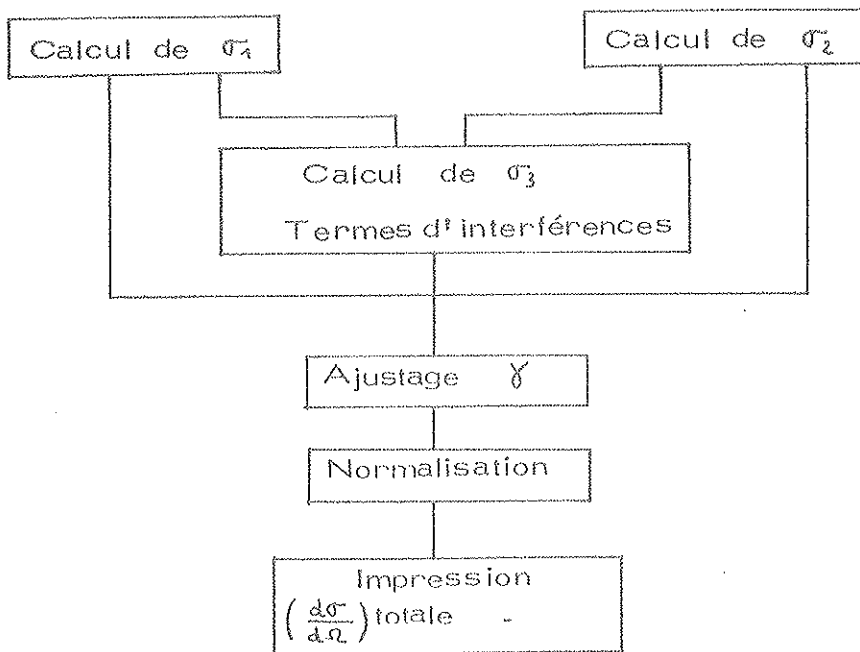 Calcul de σ₁
Calcul de σ₂
Calcul de σ₃
Termes d' interférences
Ajustage γ
Normalisation
Impression
(dσ/dΩ) totale -